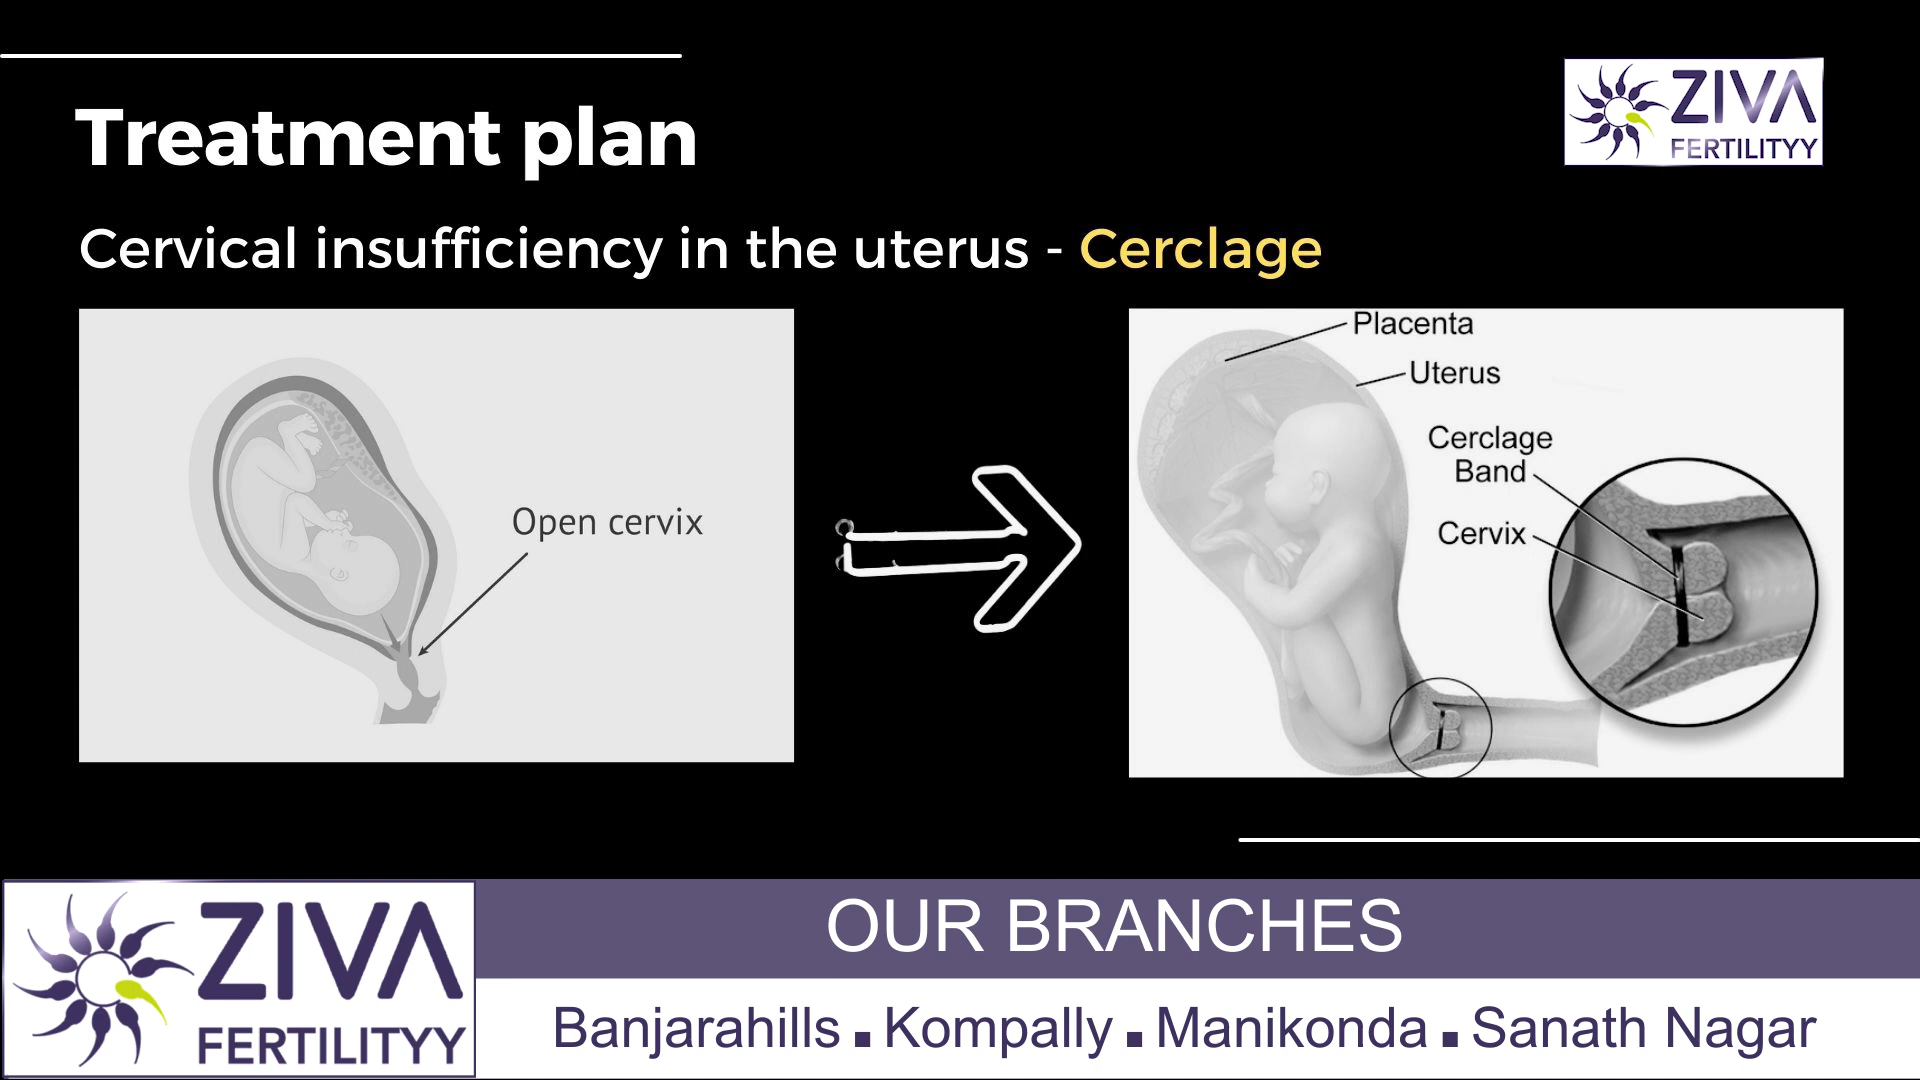 Treatment plan
ZIVA
FERTILITYY
Cervical insufficiency in the uterus - Cerclage
Open cervix
Placenta
Uterus
Cerclage
Band
Cervix
ZIVA
FERTILITYY
OUR BRANCHES
Banjarahills ▪ Kompally ▪ Manikonda ▪ Sanath Nagar